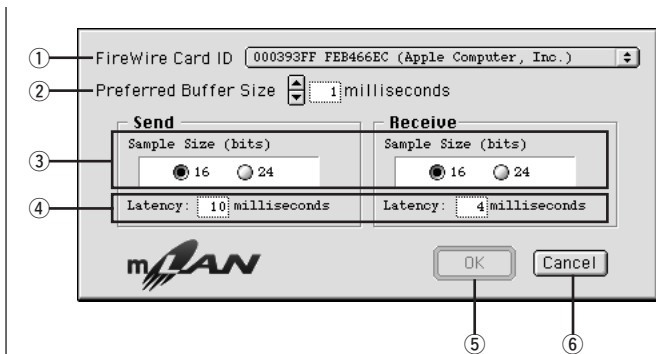 ① FireWire Card ID 000393FF FEB466EC (Apple Computer, Inc.)
② Preferred Buffer Size 1 milliseconds
Send Receive
③ Sample Size (bits) Sample Size (bits)
16 24 16 24
④ Latency: 10 milliseconds Latency: 4 milliseconds
mLAN OK Cancel
⑤ ⑥